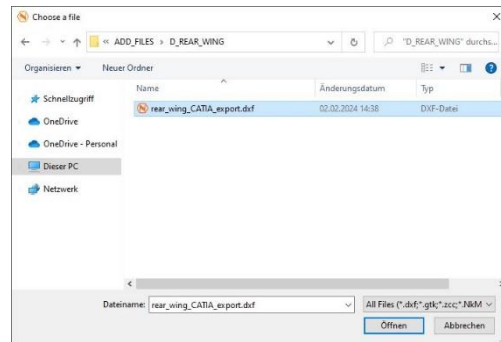 Choose a file
« ADD_FILES > D_REAR_WING
"D_REAR_WING" durchs...
Organisieren
Neuer Ordner
Name
Änderungsdatum
Typ
Schnellzugriff
OneDrive
OneDrive - Personal
Dieser PC
Netzwerk
rear_wing_CATIA_export.dxf
02.02.2024 14:38
DXF-Datei
Dateiname:
rear_wing_CATIA_export.dxf
All Files (*.dxf;*.gtk;*.zcc;*.NkM
Öffnen
Abbrechen